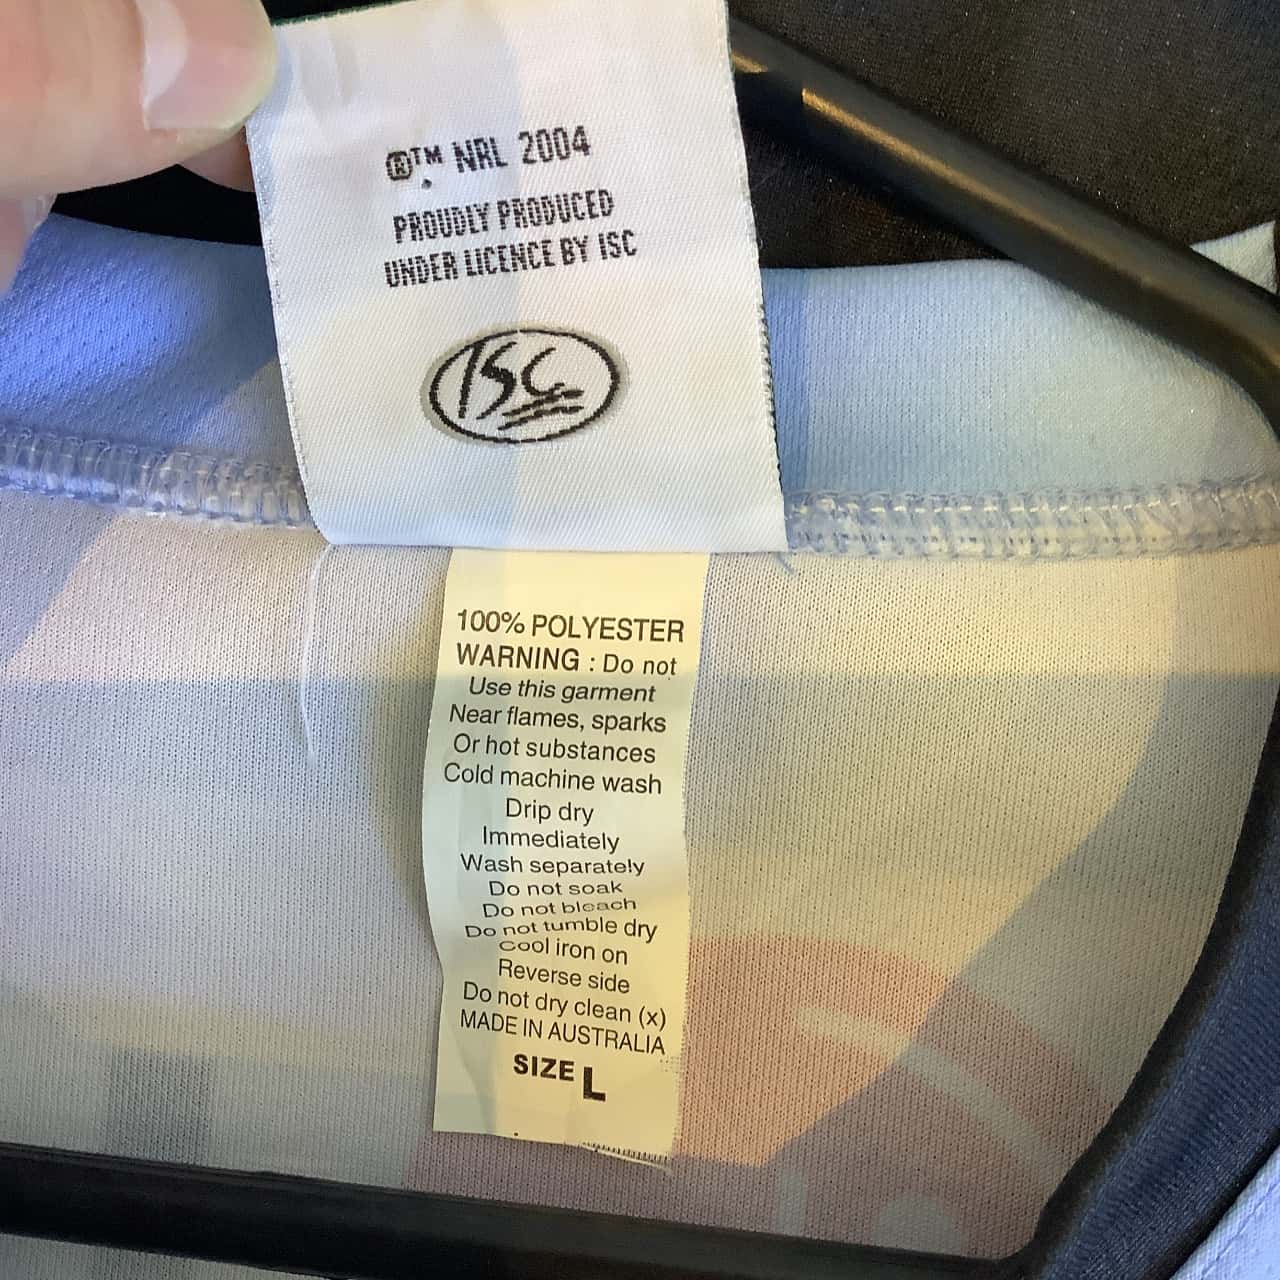 ®™ NRL 2004
PROUDLY PRODUCED
UNDER LICENCE BY ISC
ISC
100% POLYESTER
WARNING : Do not
Use this garment
Near flames, sparks
Or hot substances
Cold machine wash
Drip dry
Immediately
Wash separately
Do not soak
Do not bleach
Do not tumble dry
Cool iron on
Reverse side
Do not dry clean (x)
MADE IN AUSTRALIA
SIZE L